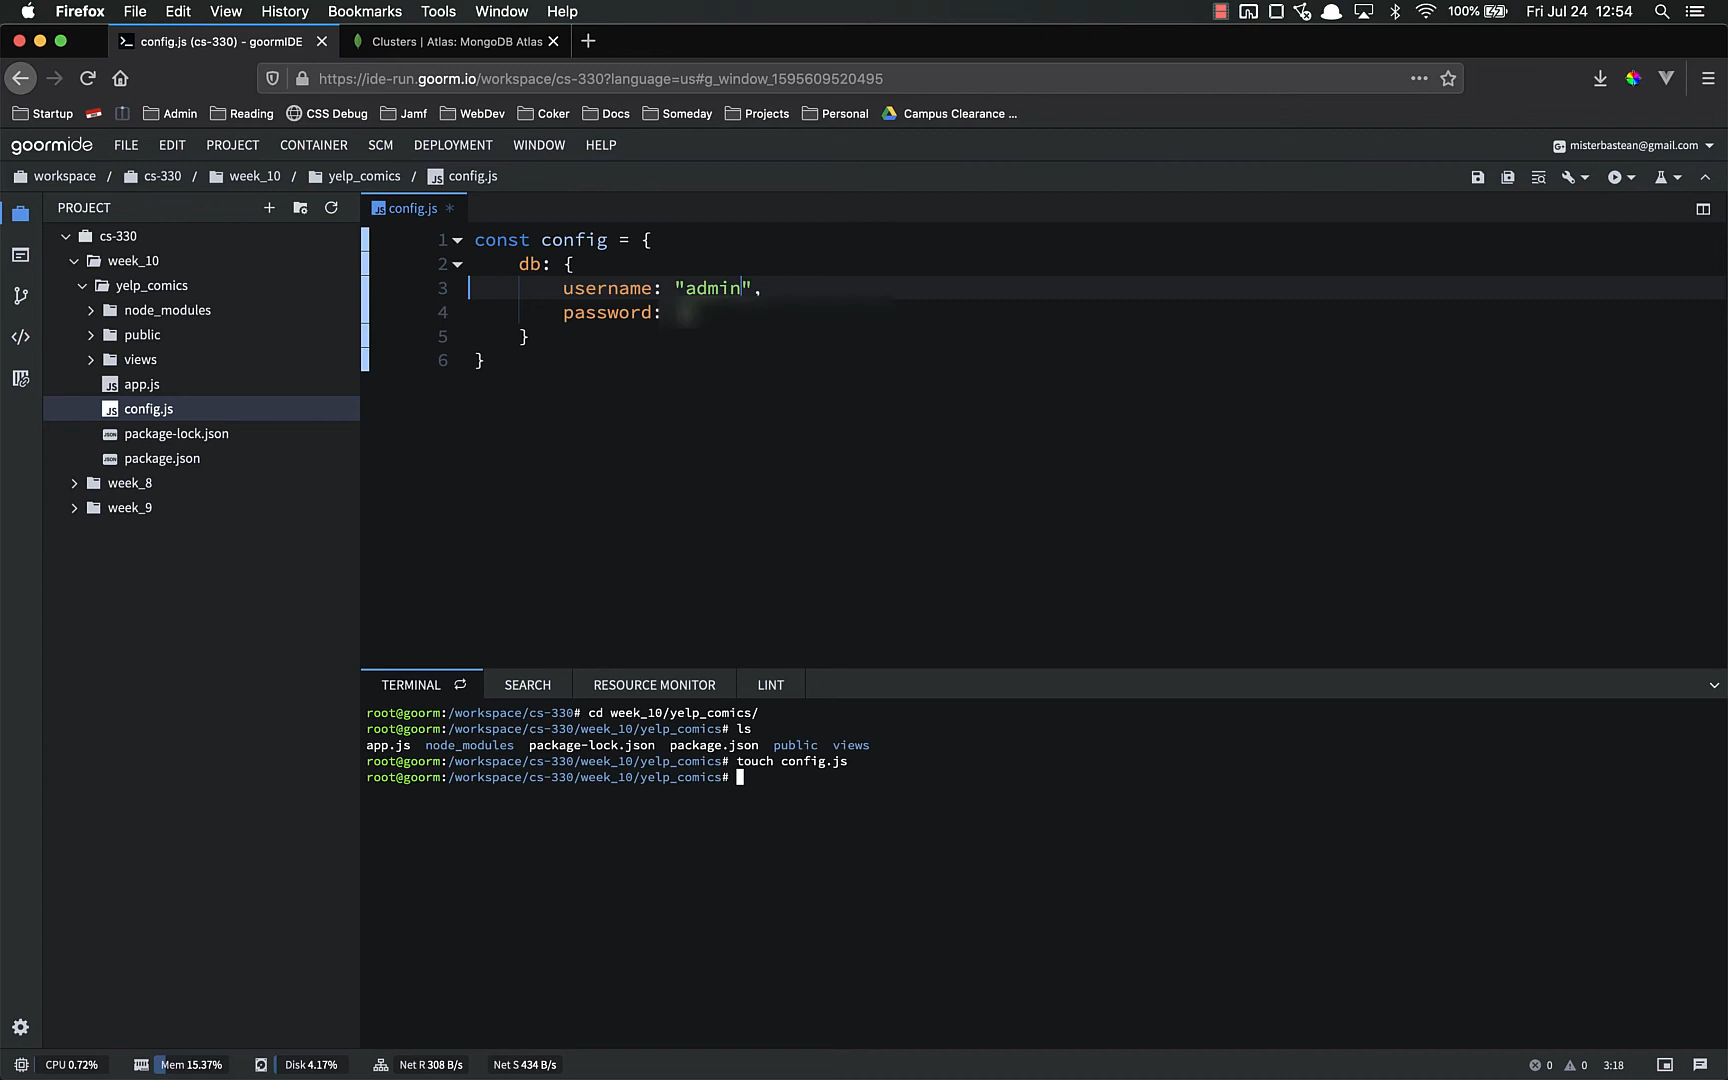 Firefox File Edit View History Bookmarks Tools Window Help 100% Fri Jul 24 12:54
config.js (cs-330) - goormIDE Clusters | Atlas: MongoDB Atlas
https://ide-run.goorm.io/workspace/cs-330?language=us#g_window_1595609520495
Startup Admin Reading CSS Debug Jamf WebDev Coker Docs Someday Projects Personal Campus Clearance ...
goormide FILE EDIT PROJECT CONTAINER SCM DEPLOYMENT WINDOW HELP misterbastean@gmail.com
workspace / cs-330 / week_10 / yelp_comics / config.js
PROJECT
cs-330
week_10
yelp_comics
node_modules
public
views
app.js
config.js
package-lock.json
package.json
week_8
week_9
config.js *
1 const config = {
2 db: {
3 username: "admin",
4 password:
5 }
6 }
TERMINAL SEARCH RESOURCE MONITOR LINT
root@goorm:/workspace/cs-330# cd week_10/yelp_comics/
root@goorm:/workspace/cs-330/week_10/yelp_comics# ls
app.js node_modules package-lock.json package.json public views
root@goorm:/workspace/cs-330/week_10/yelp_comics# touch config.js
root@goorm:/workspace/cs-330/week_10/yelp_comics#
CPU 0.72% Mem 15.37% Disk 4.17% Net R 308 B/s Net S 434 B/s 0 0 3:18